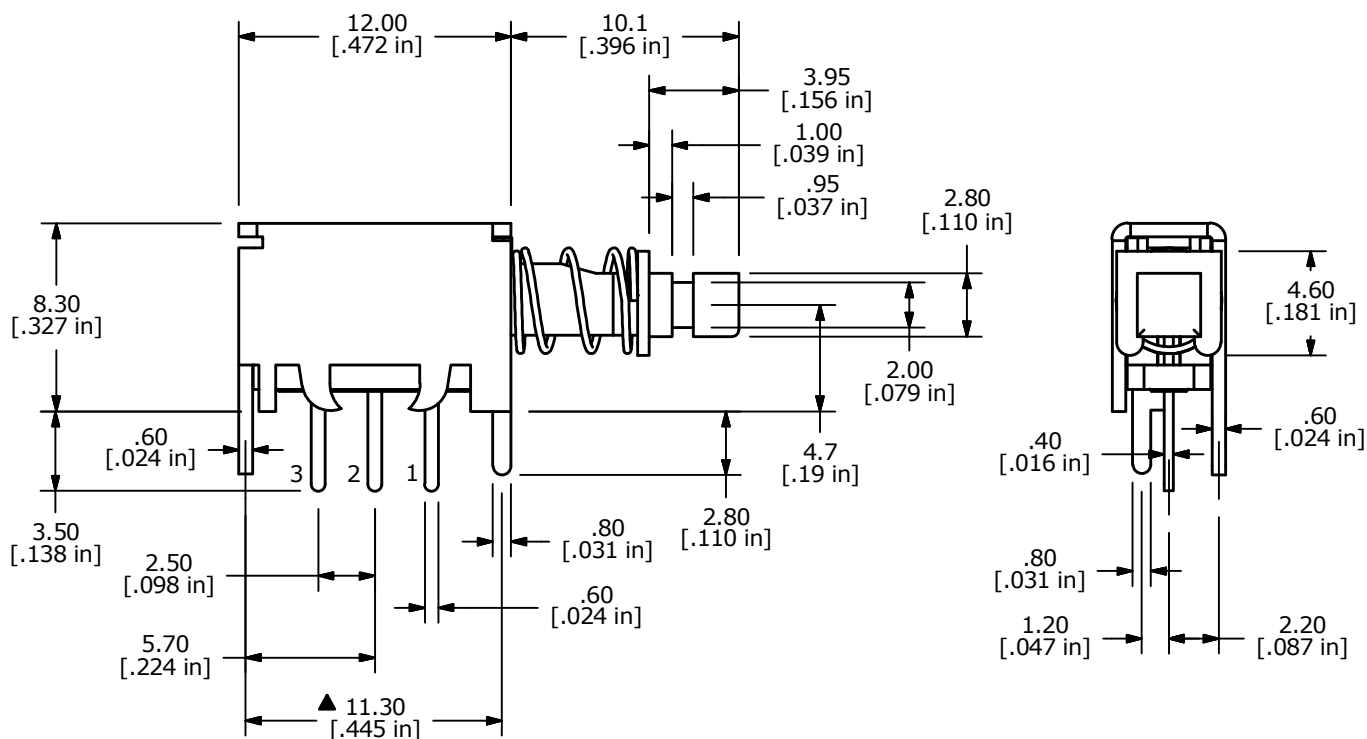 12.00
[.472 in]
10.1
[.396 in]
3.95
[.156 in]
1.00
[.039 in]
.95
[.037 in]
2.80
[.110 in]
8.30
[.327 in]
4.60
[.181 in]
2.00
[.079 in]
.60
[.024 in]
3
2
1
4.7
[.19 in]
.40
[.016 in]
.60
[.024 in]
3.50
[.138 in]
2.80
[.110 in]
.80
[.031 in]
2.50
[.098 in]
.60
[.024 in]
.80
[.031 in]
5.70
[.224 in]
1.20
[.047 in]
2.20
[.087 in]
▲ 11.30
[.445 in]